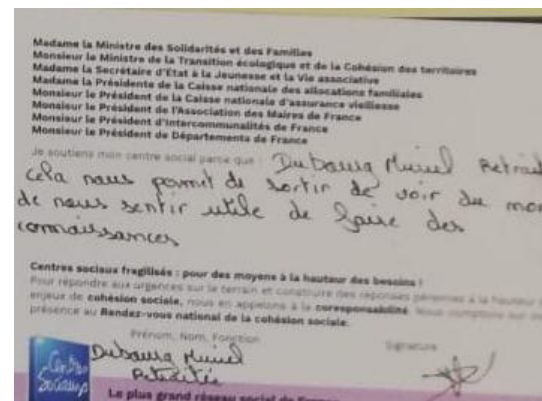 Madame la Ministre des Solidarités et des Familles
Monsieur le Ministre de la Transition écologique et de la Cohésion des territoires
Madame la Secrétaire d'État à la Jeunesse et la Vie associative
Madame la Présidente de la Caisse nationale des allocations familiales
Monsieur le Président de la Caisse nationale d'assurance vieillesse
Monsieur le Président de l'Association des Maires de France
Monsieur le Président d'Intercommunalités de France
Monsieur le Président de Départements de France
Je soutiens mon centre social parce que : Dubourg Muriel Retrait
cela nous permet de sortir de voir du mon
de nous sentir utile de faire des
connaissances
Centres sociaux fragilisés : pour des moyens à la hauteur des besoins !
Pour répondre aux urgences sur le terrain et construire des réponses pérennes à la hauteur
enjeux de cohésion sociale, nous en appelons à la coresponsabilité. Nous comptons sur
présence au Rendez-vous national de la cohésion sociale.
Prénom, Nom, Fonction
Signature
Dubourg Muriel
Retraitée
Centres
Sociaux
Le plus grand réseau social de